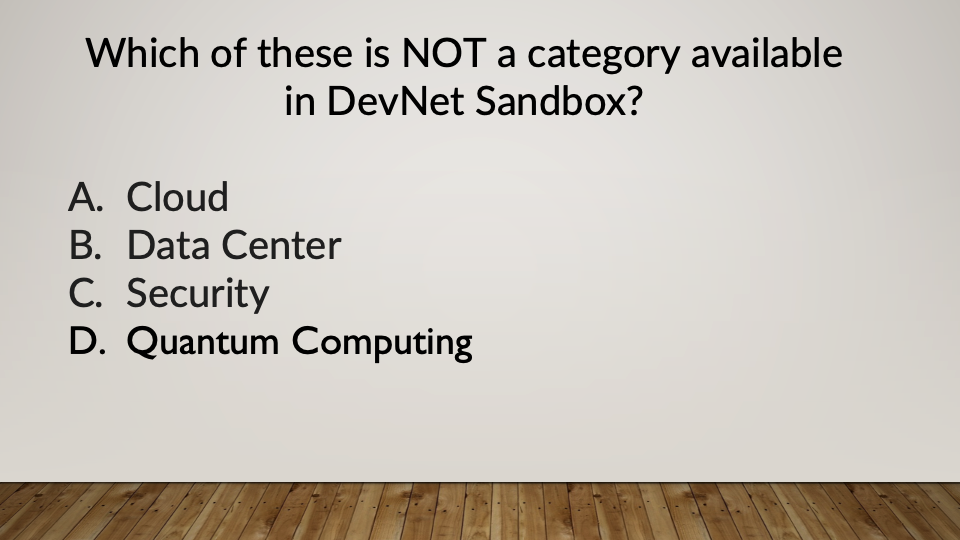 Which of these is NOT a category available
in DevNet Sandbox?
A. Cloud
B. Data Center
C. Security
D. Quantum Computing